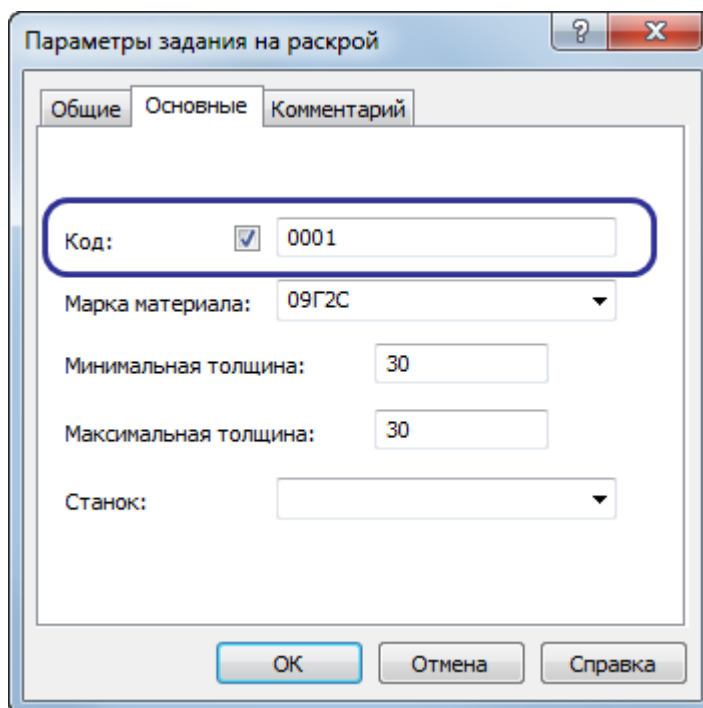 Параметры задания на раскрой
?
Общие Основные Комментарий
Код: 0001
Марка материала: 09Г2С
Минимальная толщина: 30
Максимальная толщина: 30
Станок:
ОК Отмена Справка